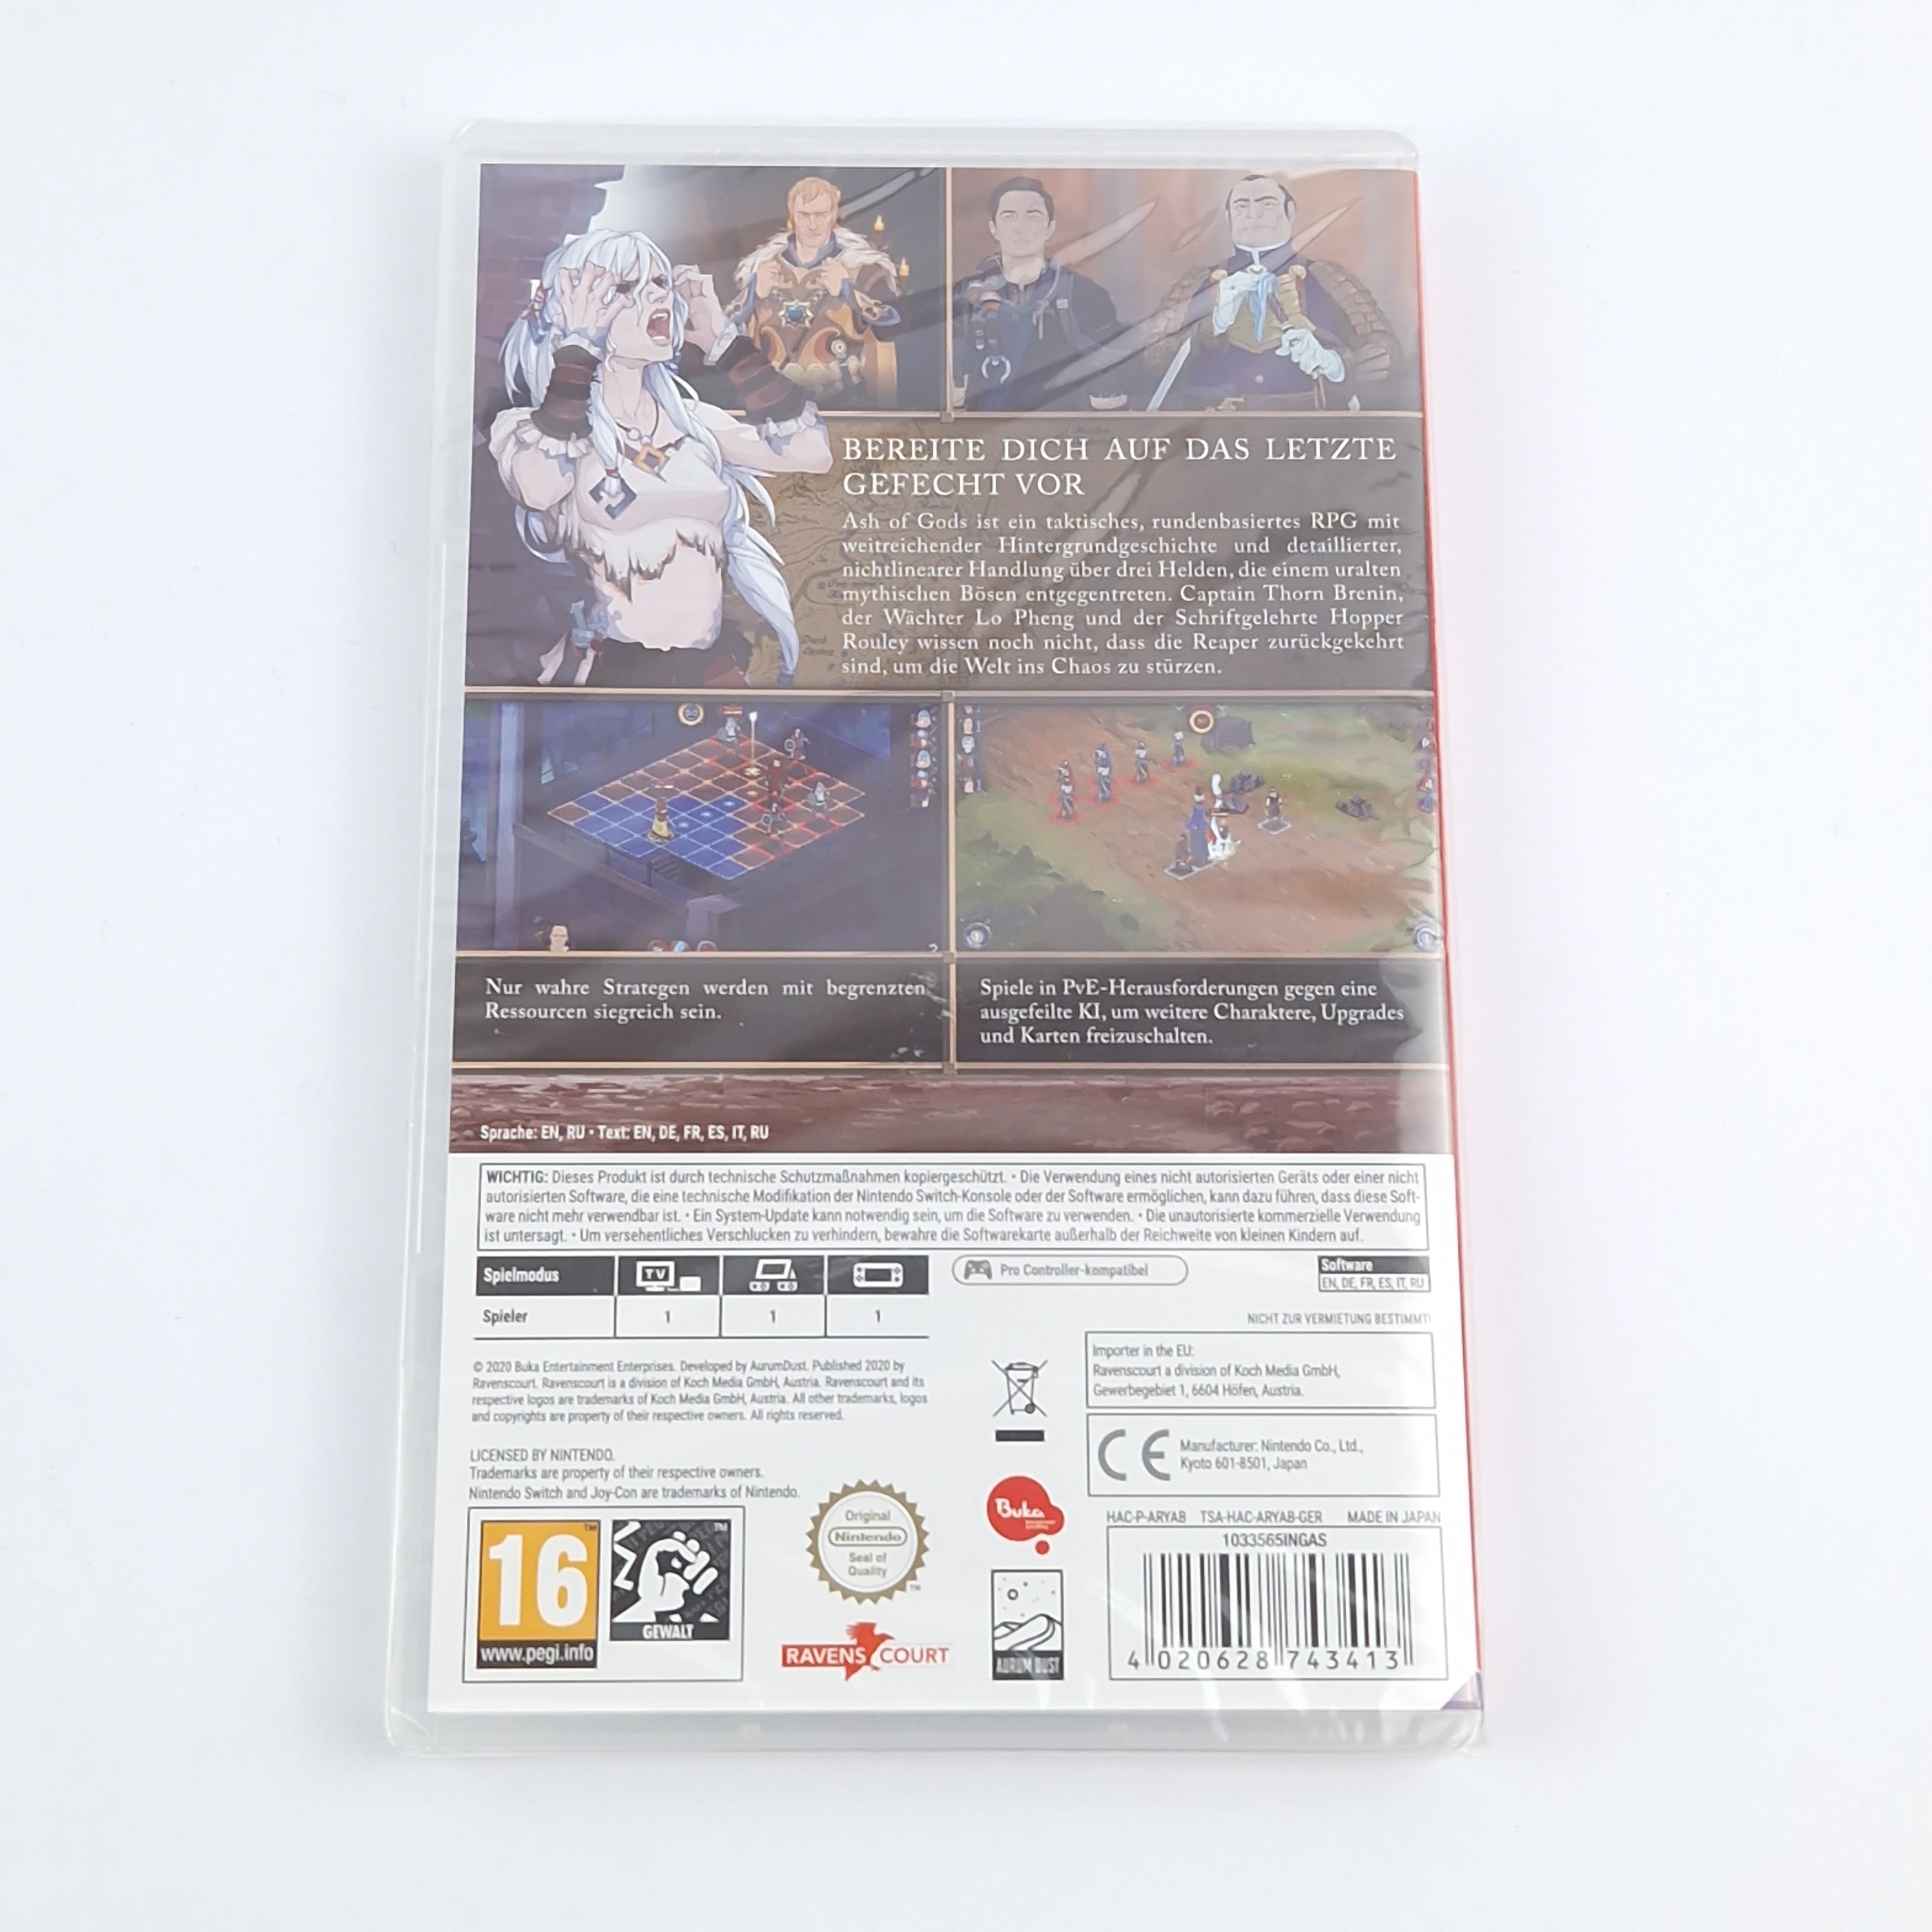 BEREITE DICH AUF DAS LETZTE
GEFECHT VOR
Ash of Gods ist ein taktisches, rundenbasiertes RPG mit
weitreichender Hintergrundgeschichte und detaillierter,
nichtlinearer Handlung über drei Helden, die einem uralten
mythischen Bösen entgegentreten. Captain Thorn Brenin,
der Wächter Lo Pheng und der Schriftgelehrte Hopper
Rouley wissen noch nicht, dass die Reaper zurückgekehrt
sind, um die Welt ins Chaos zu stürzen.
Nur wahre Strategen werden mit begrenzten
Ressourcen siegreich sein.
Spiele in PvE-Herausforderungen gegen eine
ausgefeilte KI, um weitere Charaktere, Upgrades
und Karten freizuschalten.
Sprache: EN, RU • Text: EN, DE, FR, ES, IT, RU
WICHTIG: Dieses Produkt ist durch technische Schutzmaßnahmen kopiergeschützt. • Die Verwendung eines nicht autorisierten Geräts oder einer nicht
autorisierten Software, die eine technische Modifikation der Nintendo Switch-Konsole oder der Software ermöglichen, kann dazu führen, dass diese Soft-
ware nicht mehr verwendbar ist. • Ein System-Update kann notwendig sein, um die Software zu verwenden. • Die unautorisierte kommerzielle Verwendung
ist untersagt. • Um versehentliches Verschlucken zu verhindern, bewahre die Softwarekarte außerhalb der Reichweite von kleinen Kindern auf.
Spielmodus TV
Spieler 1 1 1
Pro Controller-kompatibel
Software
EN, DE, FR, ES, IT, RU
NICHT ZUR VERMIETUNG BESTIMMT!
© 2020 Buka Entertainment Enterprises. Developed by AurumDust. Published 2020 by
Ravenscourt. Ravenscourt is a division of Koch Media GmbH, Austria. Ravenscourt and its
respective logos are trademarks of Koch Media GmbH, Austria. All other trademarks, logos
and copyrights are property of their respective owners. All rights reserved.
LICENSED BY NINTENDO.
Trademarks are property of their respective owners.
Nintendo Switch and Joy-Con are trademarks of Nintendo.
Importer in the EU:
Ravenscourt a division of Koch Media GmbH,
Gewerbegebiet 1, 6604 Höfen, Austria.
CE
Manufacturer: Nintendo Co., Ltd.,
Kyoto 601-8501, Japan
HAC-P-ARYAB TSA-HAC-ARYAB-GER MADE IN JAPAN
1033565INGAS
4 020628 743413
16
www.pegi.info
GEWALT
Original
Nintendo
Seal of
Quality
TM
RAVENSCOURT
Buka
AURUM DUST